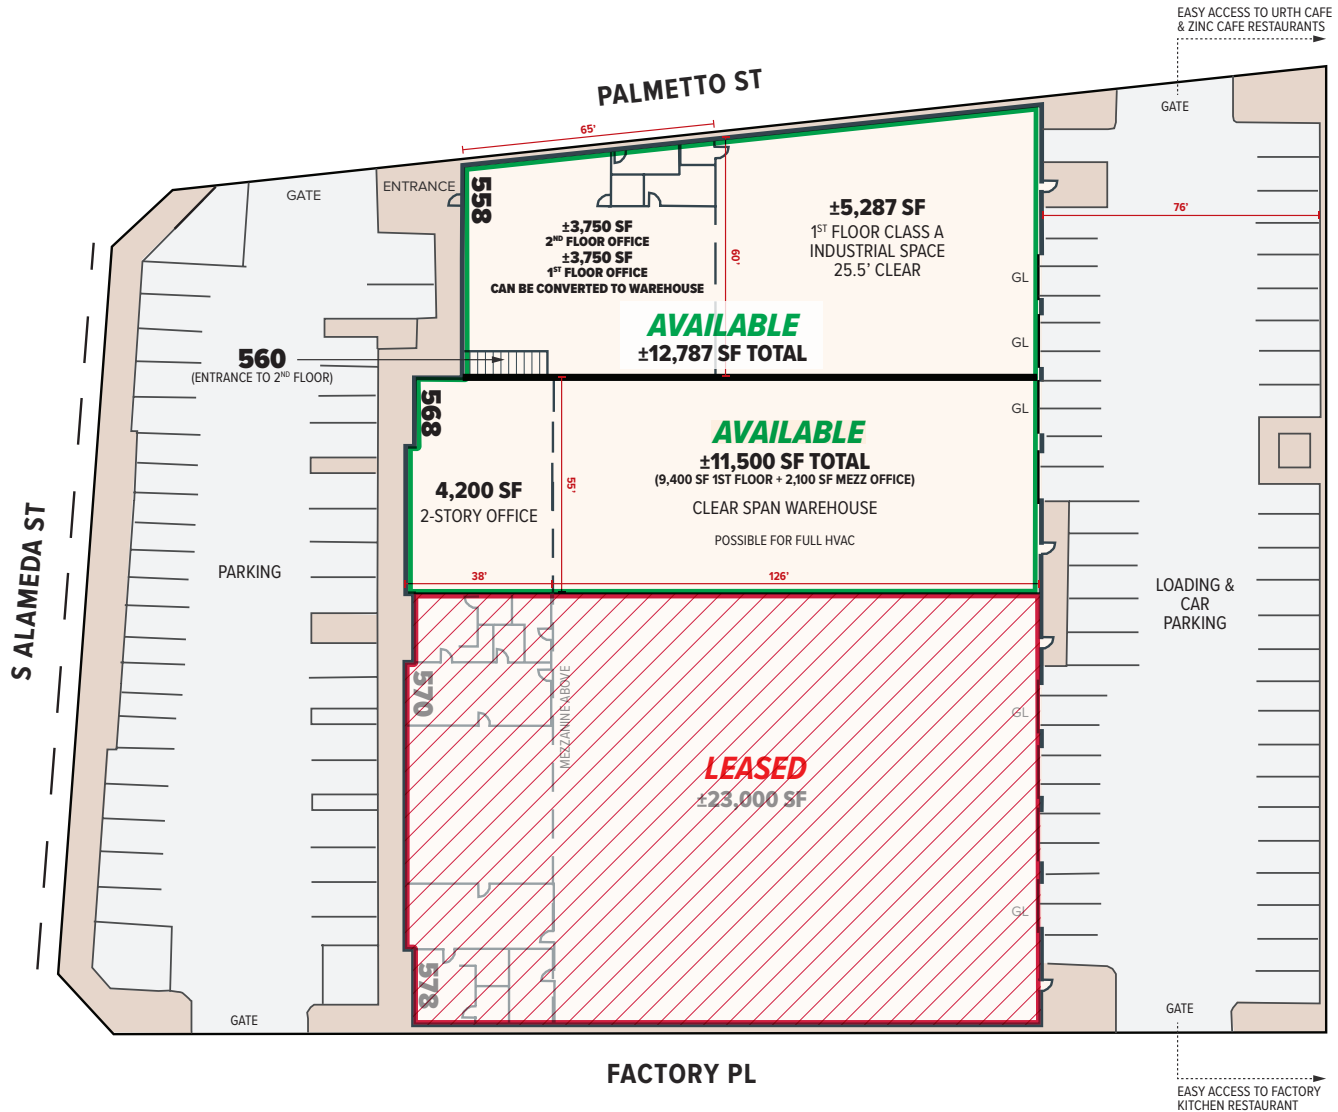 EASY ACCESS TO URTH CAFE
& ZINC CAFE RESTAURANTS
PALMETTO ST
GATE
65'
GATE
ENTRANCE
558
±3,750 SF
2ND FLOOR OFFICE
±3,750 SF
1ST FLOOR OFFICE
CAN BE CONVERTED TO WAREHOUSE
60'
±5,287 SF
1ST FLOOR CLASS A
INDUSTRIAL SPACE
25.5' CLEAR
76'
GL
GL
AVAILABLE
±12,787 SF TOTAL
560
(ENTRANCE TO 2ND FLOOR)
568
GL
AVAILABLE
±11,500 SF TOTAL
(9,400 SF 1ST FLOOR + 2,100 SF MEZZ OFFICE)
4,200 SF
2-STORY OFFICE
55'
CLEAR SPAN WAREHOUSE
POSSIBLE FOR FULL HVAC
38'
126'
S ALAMEDA ST
PARKING
LOADING &
CAR
PARKING
570
MEZZANINE ABOVE
GL
LEASED
±23.000 SF
GL
578
GATE
GATE
FACTORY PL
EASY ACCESS TO FACTORY
KITCHEN RESTAURANT